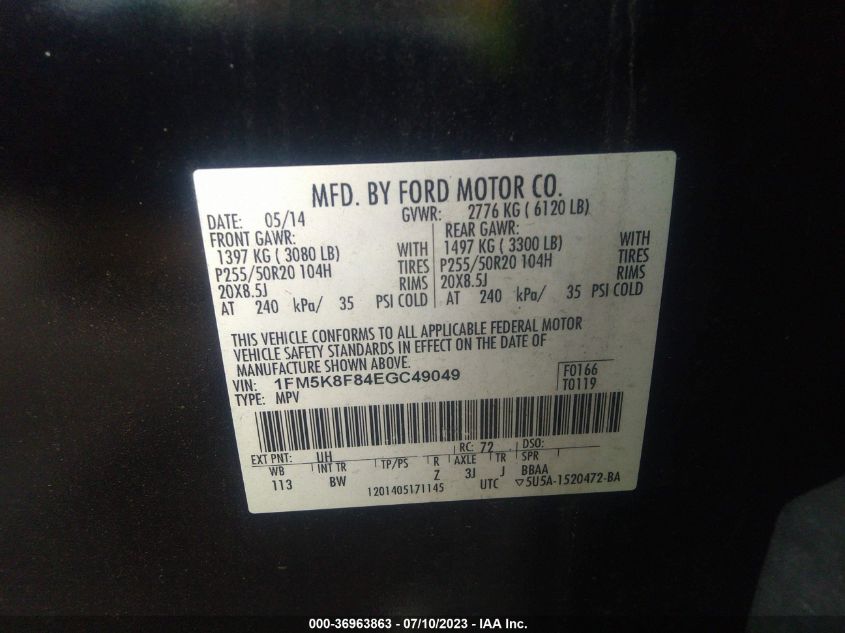 MFD. BY FORD MOTOR CO.
DATE: 05/14 GVWR: 2776 KG ( 6120 LB)
FRONT GAWR: REAR GAWR:
1397 KG ( 3080 LB) WITH 1497 KG ( 3300 LB) WITH
P255/50R20 104H TIRES P255/50R20 104H TIRES
20X8.5J RIMS 20X8.5J RIMS
AT 240 kPa/ 35 PSI COLD AT 240 kPa/ 35 PSI COLD
THIS VEHICLE CONFORMS TO ALL APPLICABLE FEDERAL MOTOR
VEHICLE SAFETY STANDARDS IN EFFECT ON THE DATE OF
MANUFACTURE SHOWN ABOVE.
VIN: 1FM5K8F84EGC49049 F0166
TYPE: MPV T0119
EXT PNT: UH RC: 72 DSO:
WB INT TR TP/PS R AXLE TR SPR
113 BW Z 3J J BBAA
1201405171145 UTC ▽5U5A-1520472-BA
000-36963863 / 07/10/2023 - IAA Inc.